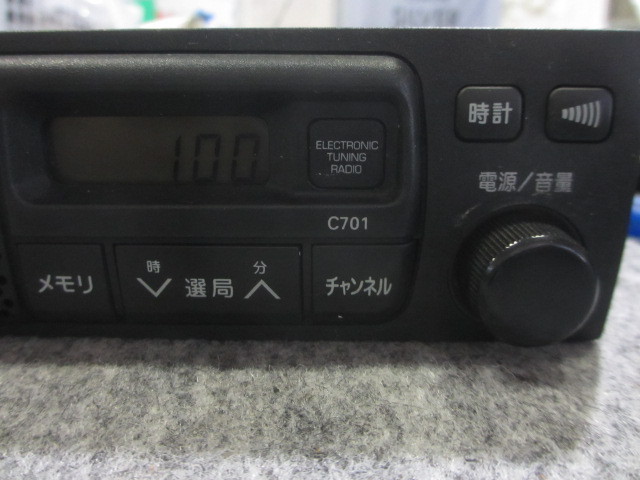 100
ELECTRONIC
TUNING
RADIO
時計
電源/音量
C701
メモリ
時 分
選局
チャンネル